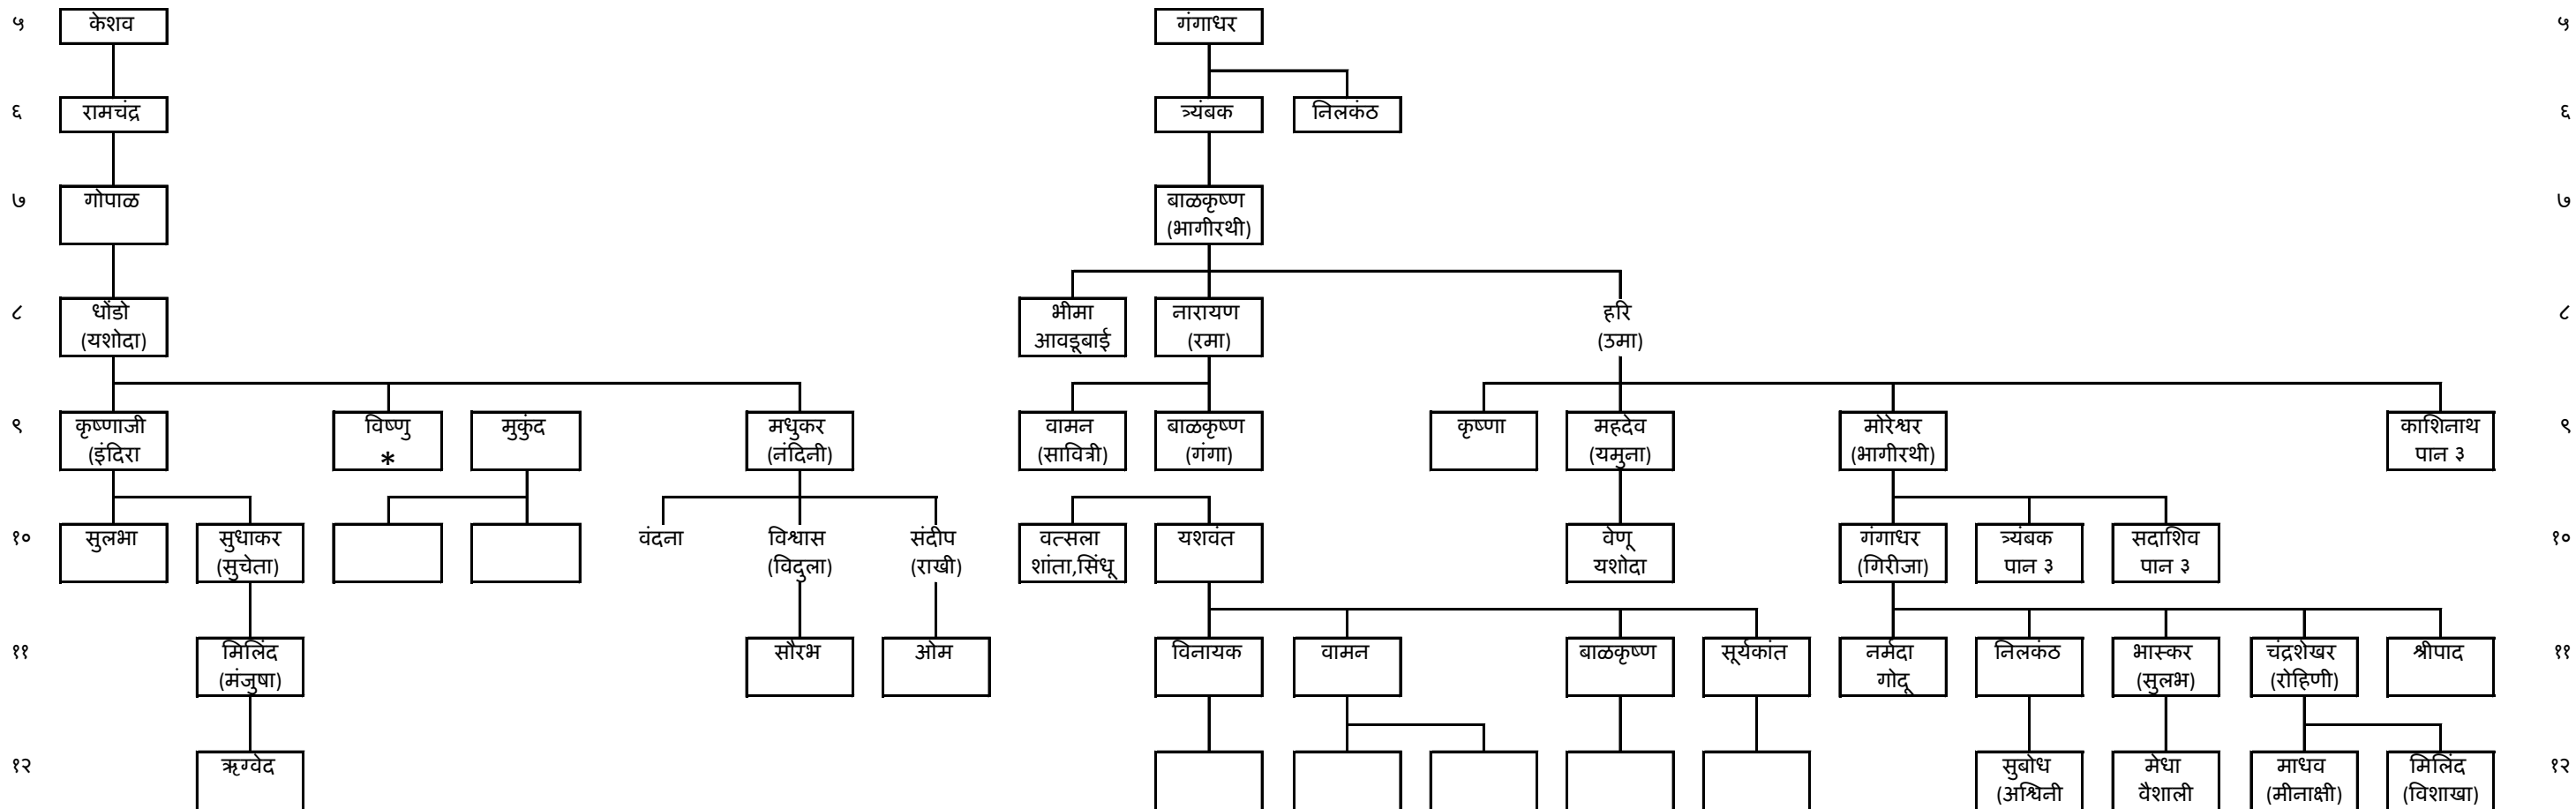 ५ केशव गंगाधर ५
६ रामचंद्र त्र्यंबक निलकंठ ६
७ गोपाळ बाळकृष्ण ७
(भागीरथी)
८ धोंडो भीमा नारायण हरि ८
(यशोदा) आवडूबाई (रमा) (उमा)
९ कृष्णाजी विष्णु मुकुंद मधुकर वामन बाळकृष्ण कृष्णा महदेव मोरेश्वर काशिनाथ ९
(इंदिरा * (नंदिनी) (सावित्री) (गंगा) (यमुना) (भागीरथी) पान ३
१० सुलभा सुधाकर वंदना विश्वास संदीप वत्सला यशवंत वेणू गंगाधर त्र्यंबक सदाशिव १०
(सुचेता) (विदुला) (राखी) शांता,सिंधू यशोदा (गिरीजा) पान ३ पान ३
११ मिलिंद सौरभ ओम विनायक वामन बाळकृष्ण सूर्यकांत नर्मदा निलकंठ भास्कर चंद्रशेखर श्रीपाद ११
(मंजुषा) गोदू (सुलभ) (रोहिणी)
१२ ऋग्वेद सुबोध मेधा माधव मिलिंद १२
(अश्विनी वैशाली (मीनाक्षी) (विशाखा)